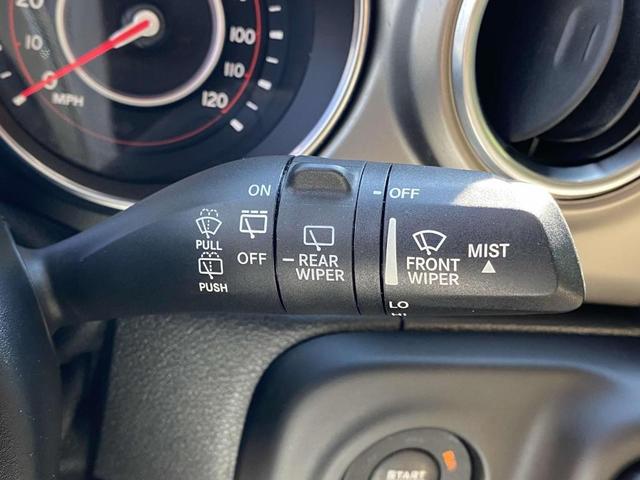 20
10
0
MPH
100
110
120
ON
PULL
OFF
PUSH
REAR
WIPER
OFF
FRONT
WIPER
MIST
LO
HI
START